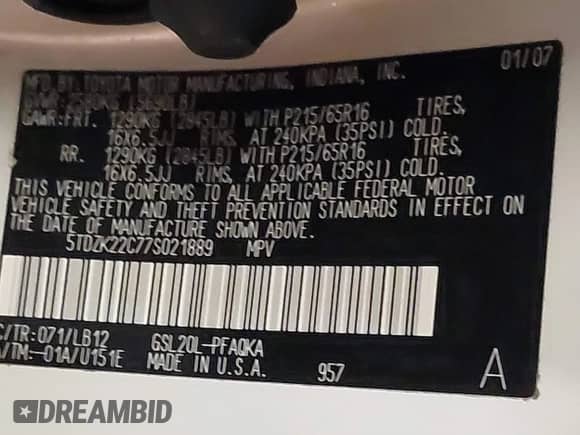 01/07
MFD BY: TOYOTA MOTOR MANUFACTURING, INDIANA, INC.
GVWR: 2580KG (5690LB)
GAWR:FRT. 1290KG (2845LB) WITH P215/65R16 TIRES,
16X6.5JJ RIMS, AT 240KPA (35PSI) COLD.
RR. 1290KG (2845LB) WITH P215/65R16 TIRES,
16X6.5JJ RIMS, AT 240KPA (35PSI) COLD.
THIS VEHICLE CONFORMS TO ALL APPLICABLE FEDERAL MOTOR
VEHICLE SAFETY AND THEFT PREVENTION STANDARDS IN EFFECT ON
THE DATE OF MANUFACTURE SHOWN ABOVE.
5TDZK22C77S021889 MPV
C/TR:071/LB12 GSL20L-PFAQKA
A/TM:-01A/U151E MADE IN U.S.A. 957 A
DREAMBID